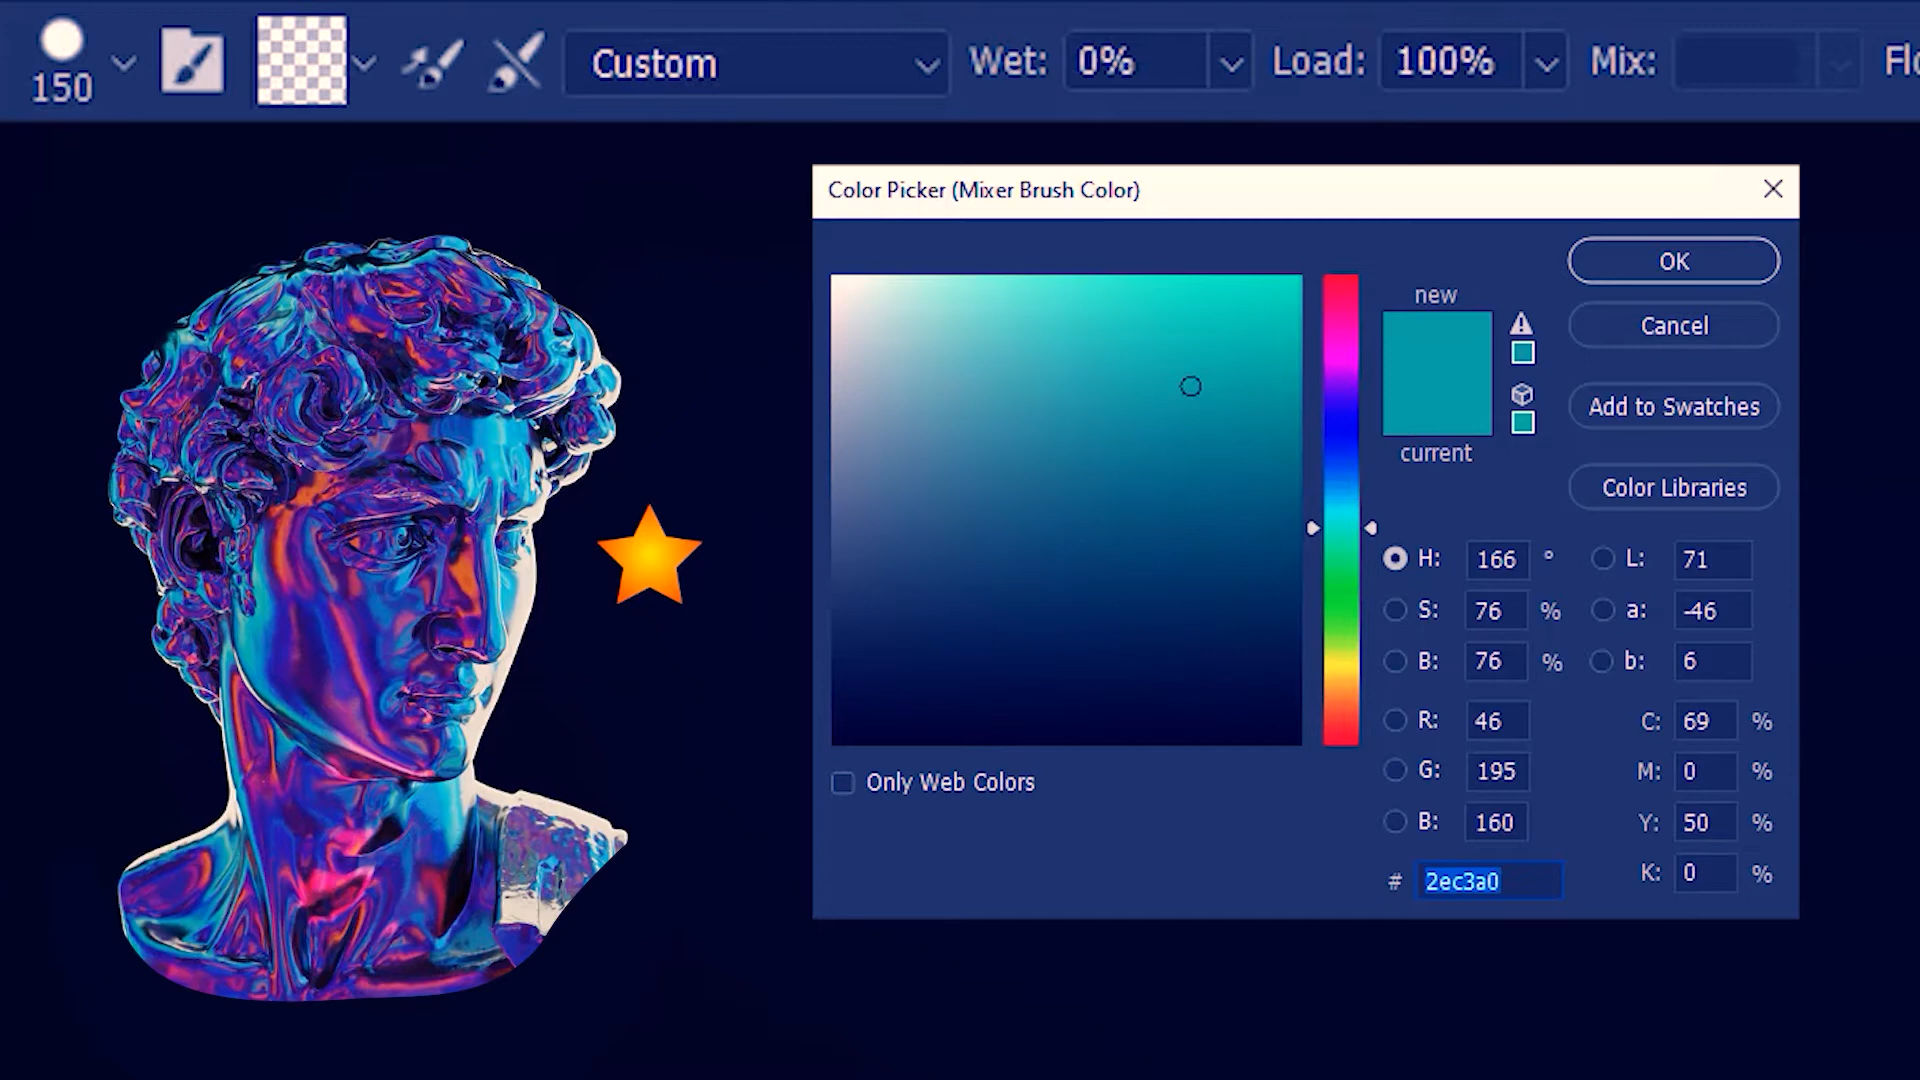 150
Custom
Wet: 0%
Load: 100%
Mix:
Color Picker (Mixer Brush Color)
new
current
OK
Cancel
Add to Swatches
Color Libraries
H: 166 °
L: 71
S: 76 %
a: -46
B: 76 %
b: 6
R: 46
C: 69 %
G: 195
M: 0 %
B: 160
Y: 50 %
# 2ec3a0
K: 0 %
Only Web Colors